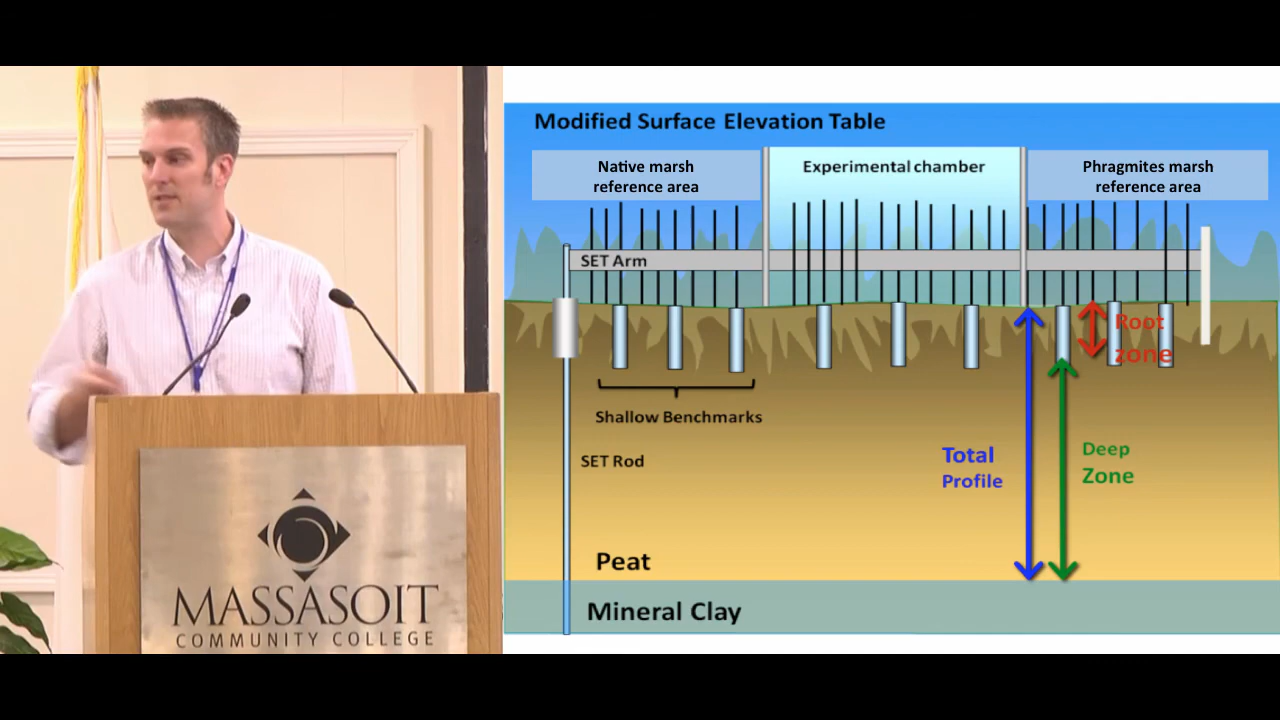 MASSASOIT
COMMUNITY COLLEGE
Modified Surface Elevation Table
Native marsh
reference area
Experimental chamber
Phragmites marsh
reference area
SET Arm
Root
zone
Shallow Benchmarks
SET Rod
Total
Profile
Deep
Zone
Peat
Mineral Clay